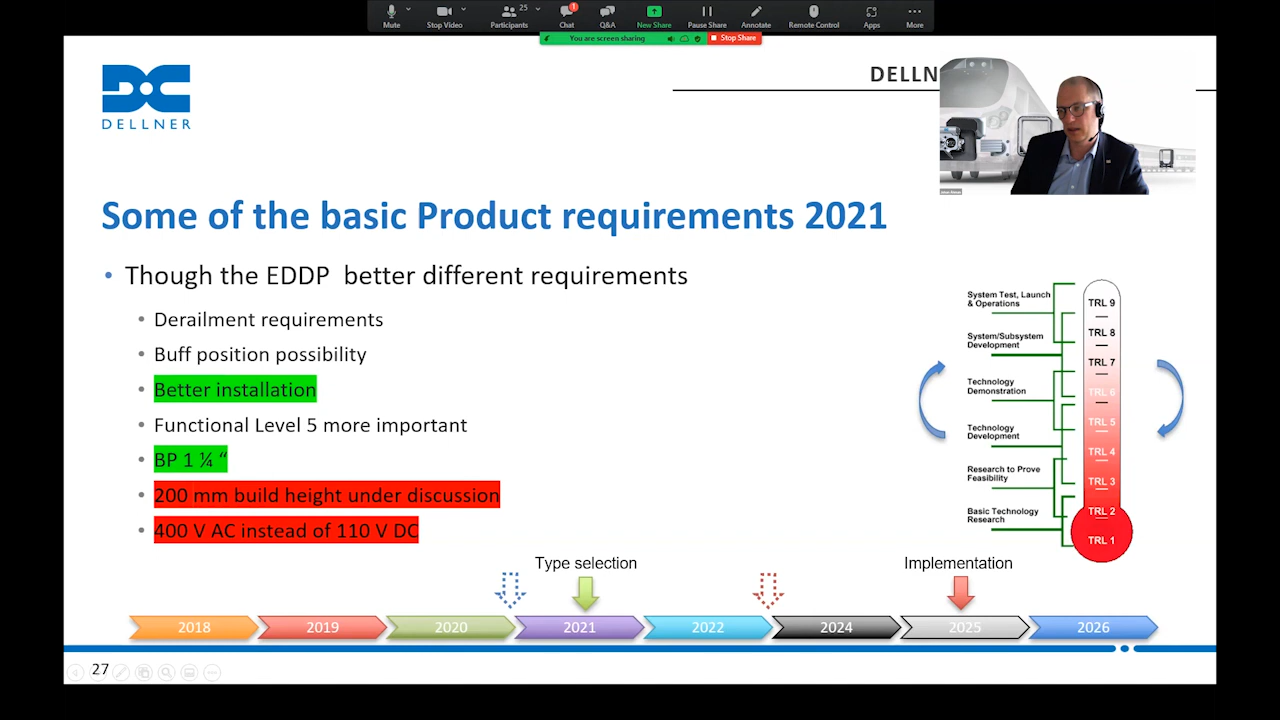 Mute
Stop Video
Participants
25
Chat
1
Q&A
New Share
Pause Share
Annotate
Remote Control
Apps
More
You are screen sharing
Stop Share
DELLNER
DELLN
Some of the basic Product requirements 2021
• Though the EDDP better different requirements
• Derailment requirements
• Buff position possibility
• Better installation
• Functional Level 5 more important
• BP 1 ¼ “
• 200 mm build height under discussion
• 400 V AC instead of 110 V DC
System Test, Launch
& Operations
System/Subsystem
Development
Technology
Demonstration
Technology
Development
Research to Prove
Feasibility
Basic Technology
Research
TRL 9
TRL 8
TRL 7
TRL 6
TRL 5
TRL 4
TRL 3
TRL 2
TRL 1
Type selection
Implementation
2018
2019
2020
2021
2022
2024
2025
2026
27